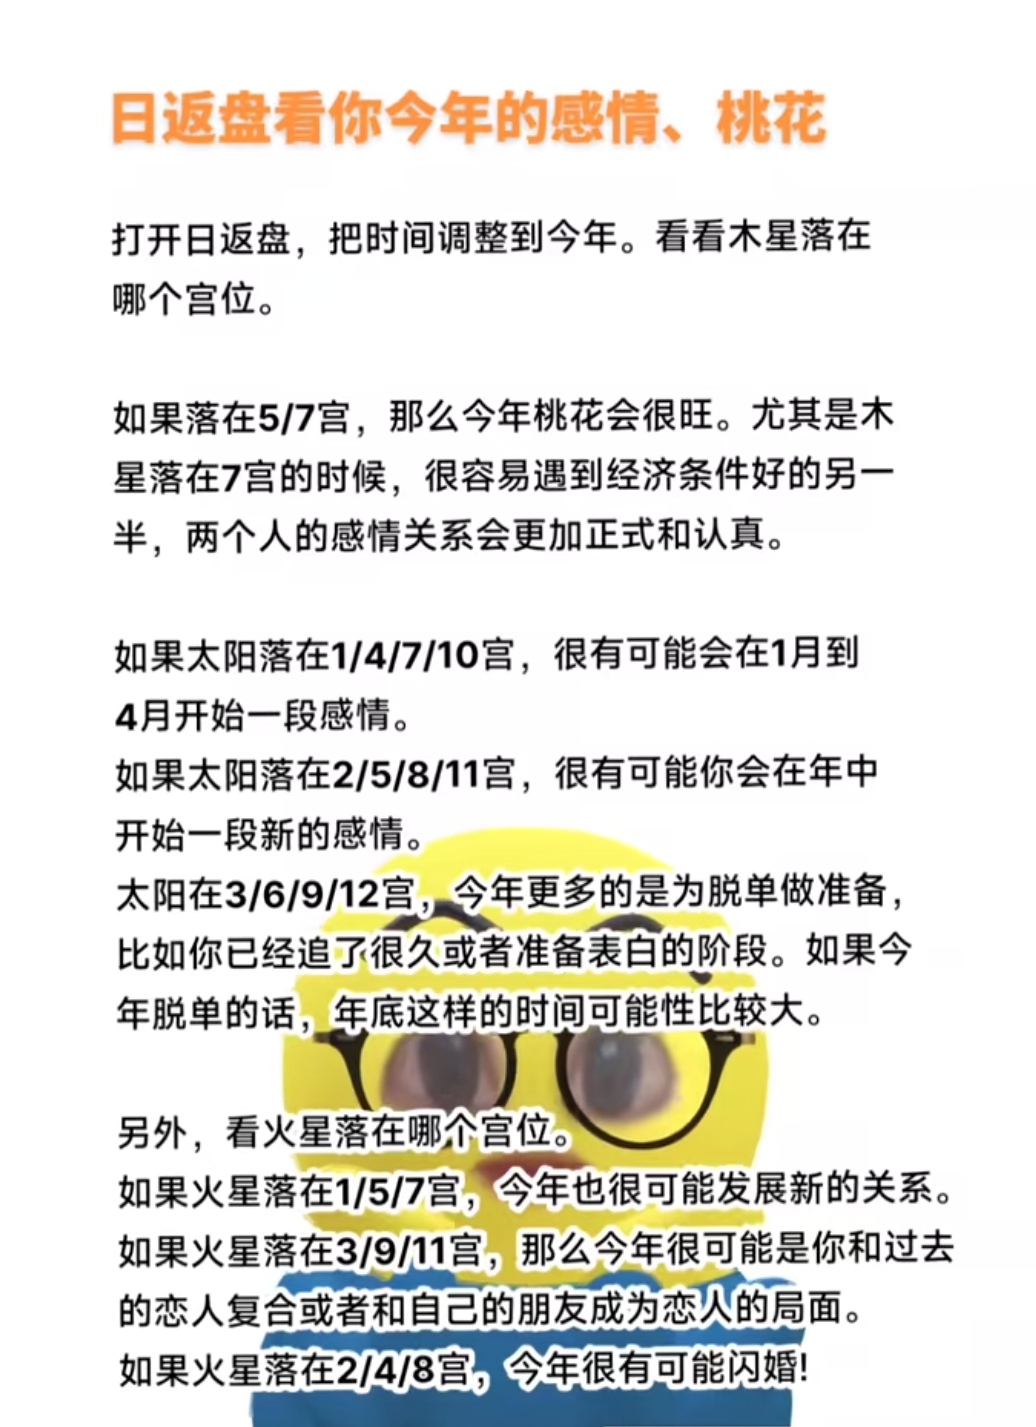 日返盘看你今年的感情、桃花
打开日返盘，把时间调整到今年。看看木星落在
哪个宫位。
如果落在5/7宫，那么今年桃花会很旺。尤其是木
星落在7宫的时候，很容易遇到经济条件好的另一
半，两个人的感情关系会更加正式和认真。
如果太阳落在1/4/7/10宫，很有可能会在1月到
4月开始一段感情。
如果太阳落在2/5/8/11宫，很有可能你会在年中
开始一段新的感情。
太阳在3/6/9/12宫，今年更多的是为脱单做准备，
比如你已经追了很久或者准备表白的阶段。如果今
年脱单的话，年底这样的时间可能性比较大。
另外，看火星落在哪个宫位。
如果火星落在1/5/7宫，今年也很可能发展新的关系。
如果火星落在3/9/11宫，那么今年很可能是你和过去
的恋人复合或者和自己的朋友成为恋人的局面。
如果火星落在2/4/8宫，今年很有可能闪婚!